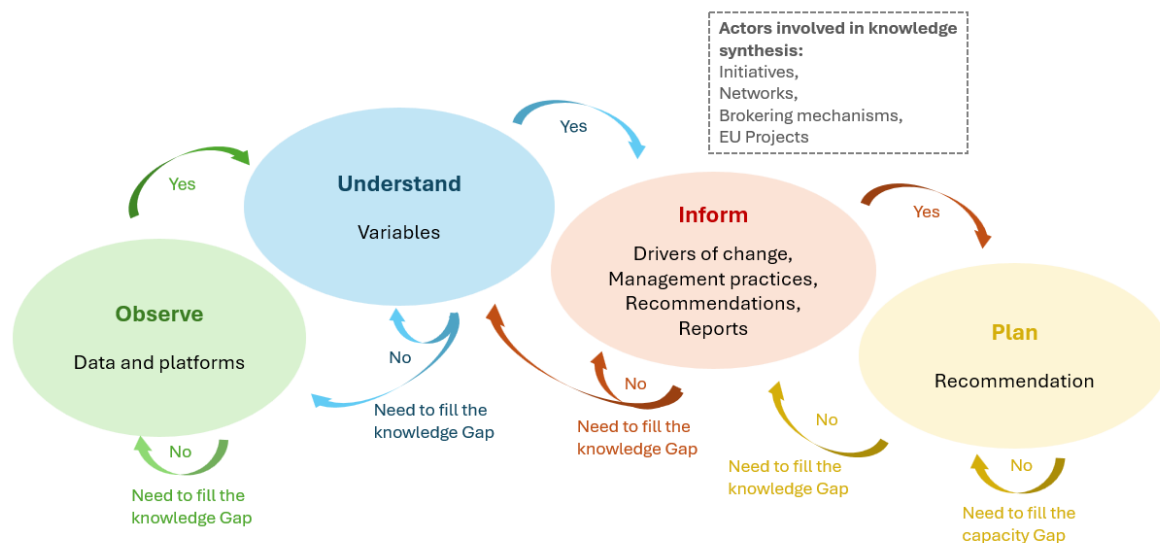 Actors involved in knowledge
synthesis:
Initiatives,
Networks,
Brokering mechanisms,
EU Projects
Observe
Data and platforms
Yes
No
Need to fill the
knowledge Gap
Understand
Variables
Yes
No
Need to fill the
knowledge Gap
Inform
Drivers of change,
Management practices,
Recommendations,
Reports
Yes
No
Need to fill the
knowledge Gap
Plan
Recommendation
No
Need to fill the
knowledge Gap
No
Need to fill the
capacity Gap